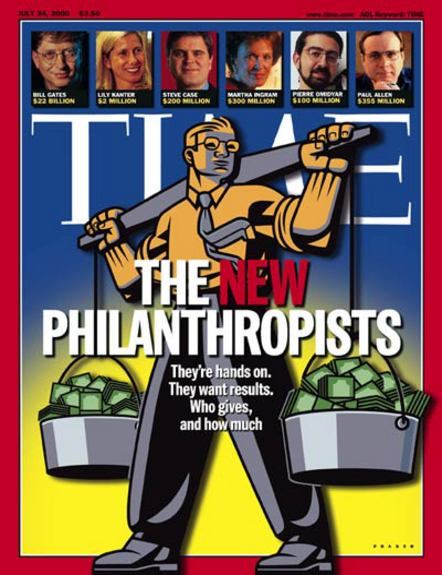 JULY 24, 2000 $3.50
www.time.com AOL Keyword: TIME
BILL GATES
$22 BILLION
LILY KANTER
$2 MILLION
STEVE CASE
$200 MILLION
MARTHA INGRAM
$300 MILLION
PIERRE OMIDYAR
$100 MILLION
PAUL ALLEN
$355 MILLION
TIME
THE NEW
PHILANTHROPISTS
They're hands on.
They want results.
Who gives,
and how much
FRASER